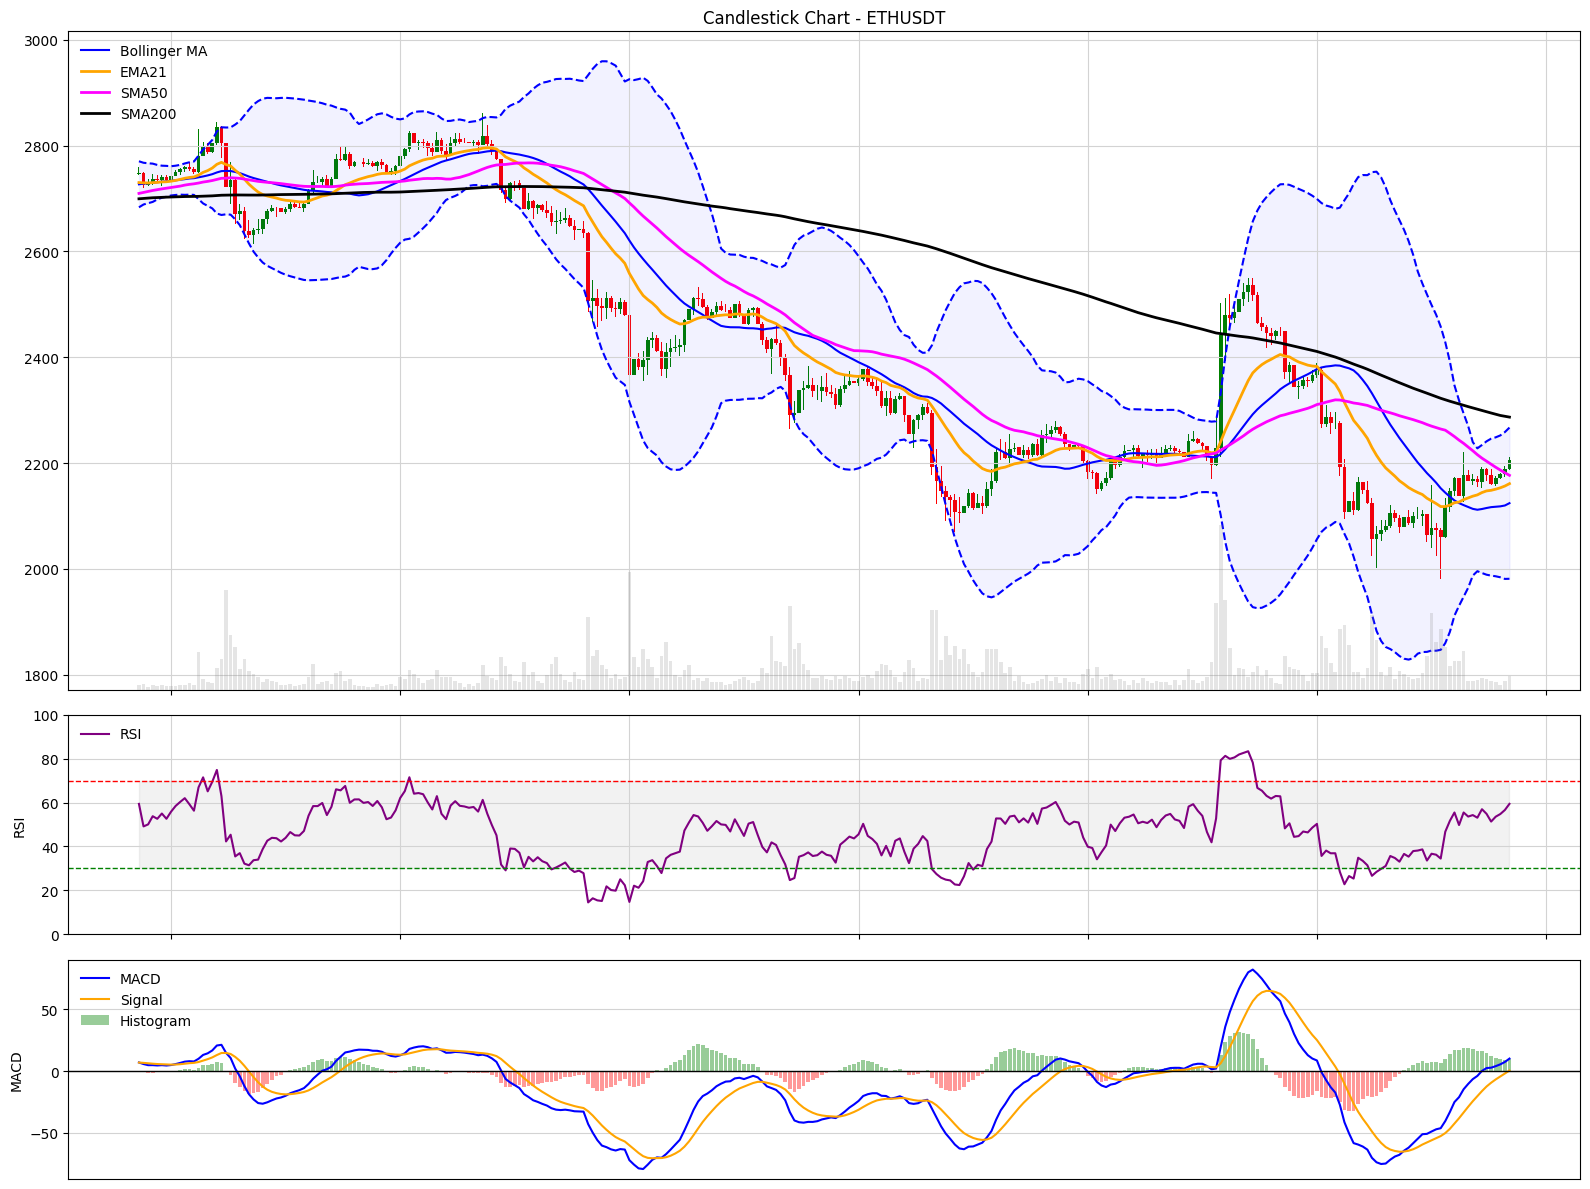 Candlestick Chart - ETHUSDT
3000
2800
2600
2400
2200
2000
1800
Bollinger MA
EMA21
SMA50
SMA200
100
80
60
40
20
0
RSI
RSI
50
0
−50
MACD
MACD
Signal
Histogram